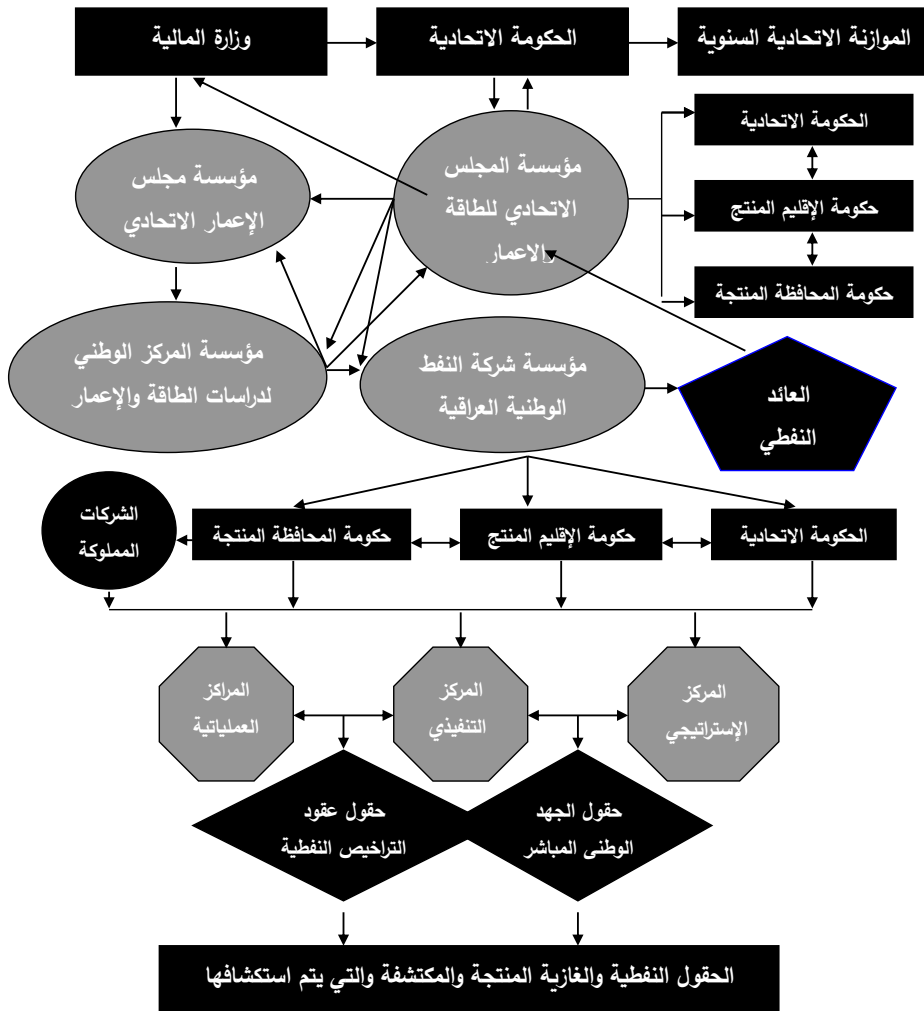 الموازنة الاتحادية السنوية
الحكومة الاتحادية
وزارة المالية
الحكومة الاتحادية
حكومة الإقليم المنتج
حكومة المحافظة المنتجة
مؤسسة المجلس
الاتحادي للطاقة
والاعمار
مؤسسة مجلس
الإعمار الاتحادي
مؤسسة المركز الوطني
لدراسات الطاقة والإعمار
مؤسسة شركة النفط
الوطنية العراقية
العائد
النفطي
الحكومة الاتحادية
حكومة الإقليم المنتج
حكومة المحافظة المنتجة
الشركات
المملوكة
المركز
الإستراتيجي
المركز
التنفيذي
المراكز
العملياتية
حقول الجهد
الوطني المباشر
حقول عقود
التراخيص النفطية
الحقول النفطية والغازية المنتجة والمكتشفة والتي يتم استكشافها